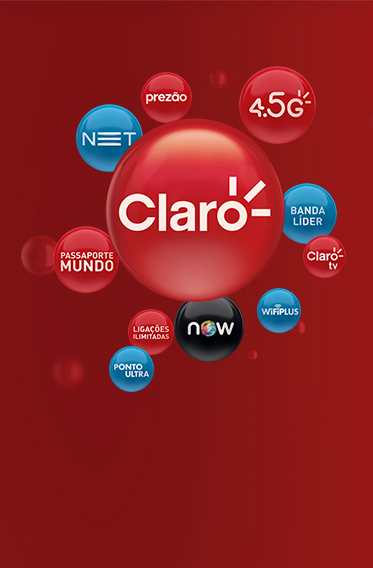 prezão
4.5G
NET
Claro
BANDA
LÍDER
PASSAPORTE
MUNDO
Claro
tv
WiFiPLUS
LIGAÇÕES
ILIMITADAS
now
PONTO
ULTRA